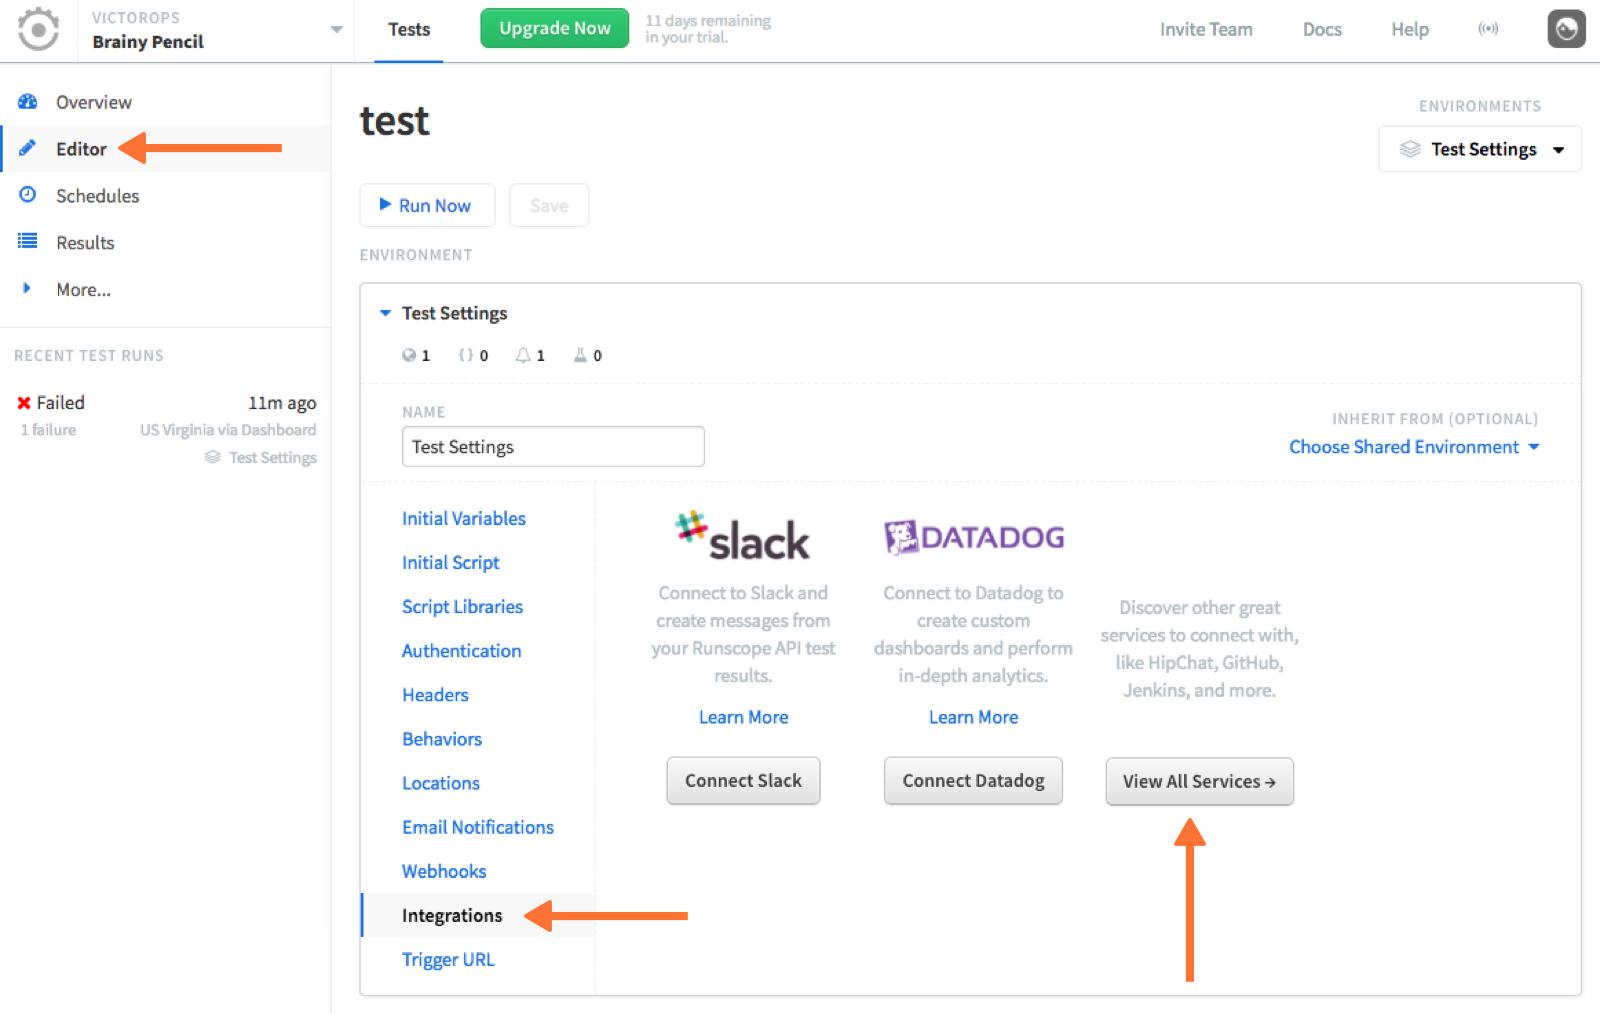 VICTOROPS
Brainy Pencil
Tests
Upgrade Now
11 days remaining
in your trial.
Invite Team
Docs
Help
Overview
Editor
Schedules
Results
More...
RECENT TEST RUNS
Failed
11m ago
1 failure
US Virginia via Dashboard
Test Settings
test
ENVIRONMENTS
Test Settings
Run Now
Save
ENVIRONMENT
Test Settings
1
{ } 0
1
0
NAME
Test Settings
INHERIT FROM (OPTIONAL)
Choose Shared Environment
Initial Variables
Initial Script
Script Libraries
Authentication
Headers
Behaviors
Locations
Email Notifications
Webhooks
Integrations
Trigger URL
slack
Connect to Slack and
create messages from
your Runscope API test
results.
Learn More
Connect Slack
DATADOG
Connect to Datadog to
create custom
dashboards and perform
in-depth analytics.
Learn More
Connect Datadog
Discover other great
services to connect with,
like HipChat, GitHub,
Jenkins, and more.
View All Services →